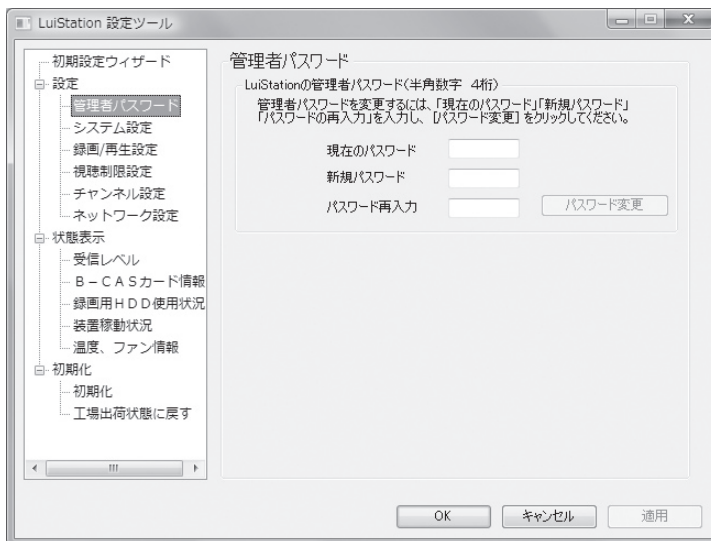 LuiStation 設定ツール
初期設定ウィザード
設定
管理者パスワード
システム設定
録画/再生設定
視聴制限設定
チャンネル設定
ネットワーク設定
状態表示
受信レベル
B-CASカード情報
録画用HDD使用状況
装置稼動状況
温度、ファン情報
初期化
初期化
工場出荷状態に戻す
管理者パスワード
LuiStationの管理者パスワード(半角数字 4桁)
管理者パスワードを変更するには、「現在のパスワード」「新規パスワード」
「パスワードの再入力」を入力し、[パスワード変更] をクリックしてください。
現在のパスワード
新規パスワード
パスワード再入力
パスワード変更
OK
キャンセル
適用